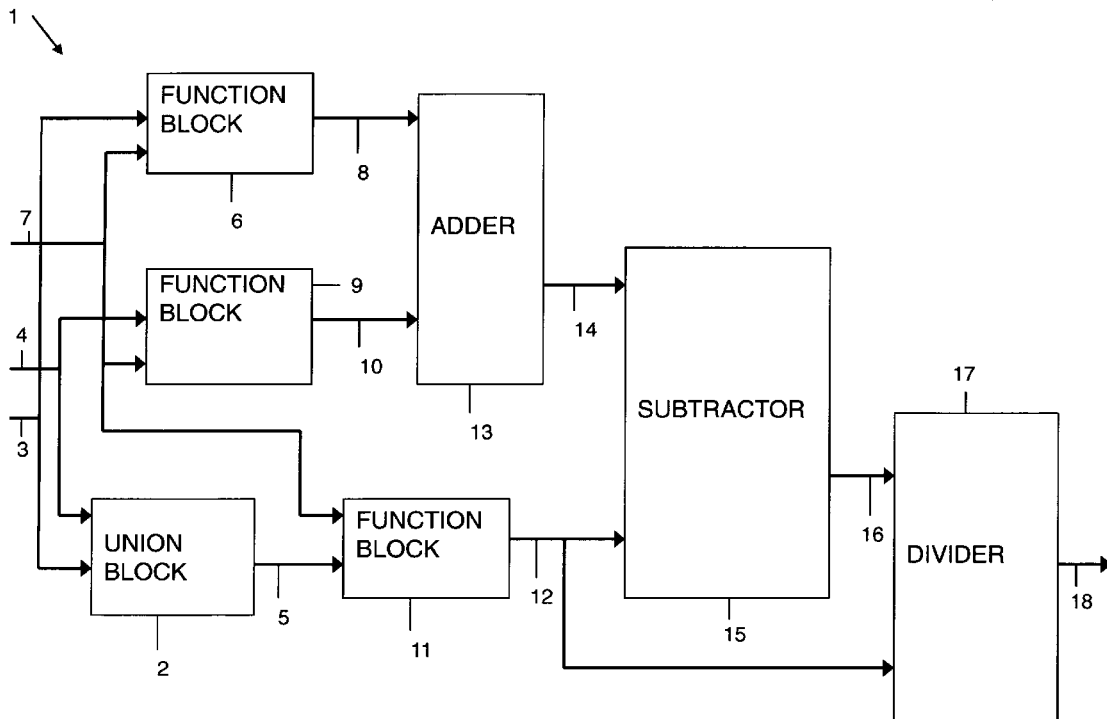 1
FUNCTION
BLOCK
6
8
7
ADDER
13
FUNCTION
BLOCK
9
10
4
3
14
SUBTRACTOR
15
17
16
DIVIDER
18
UNION
BLOCK
2
5
FUNCTION
BLOCK
11
12